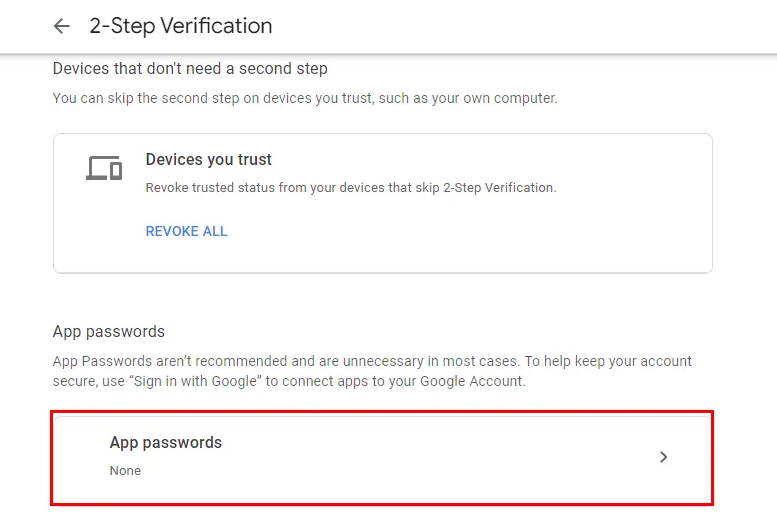 2-Step Verification
Devices that don't need a second step
You can skip the second step on devices you trust, such as your own computer.
Devices you trust
Revoke trusted status from your devices that skip 2-Step Verification.
REVOKE ALL
App passwords
App Passwords aren’t recommended and are unnecessary in most cases. To help keep your account
secure, use “Sign in with Google” to connect apps to your Google Account.
App passwords
None